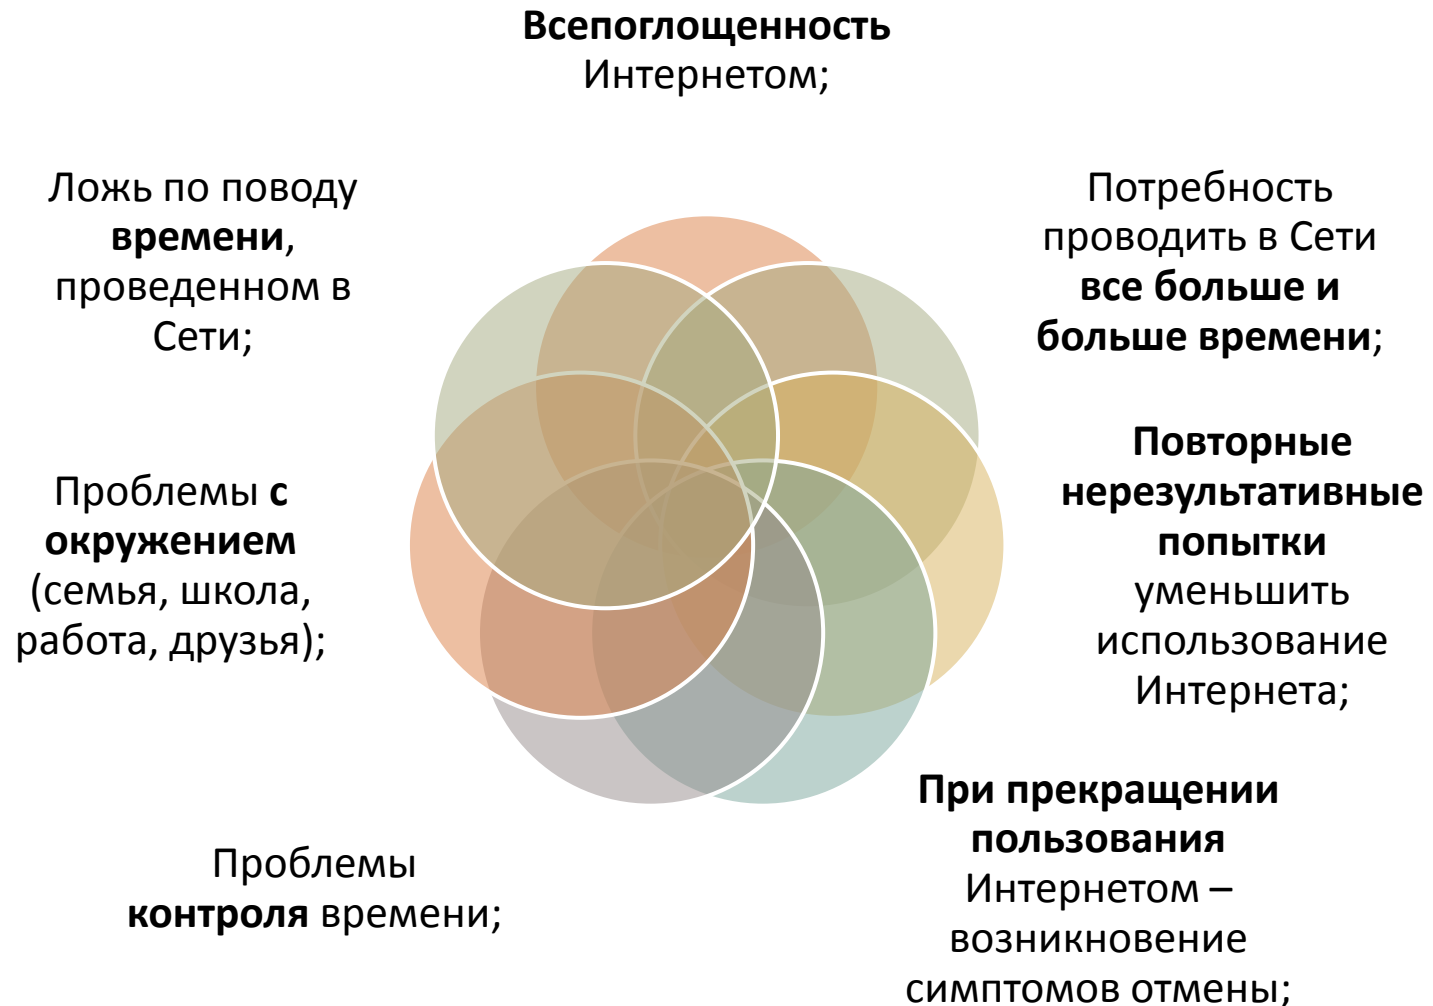 Всепоглощенность
Интернетом;
Потребность
проводить в Сети
все больше и
больше времени;
Повторные
нерезультативные
попытки
уменьшить
использование
Интернета;
При прекращении
пользования
Интернетом –
возникновение
симптомов отмены;
Проблемы
контроля времени;
Проблемы с
окружением
(семья, школа,
работа, друзья);
Ложь по поводу
времени,
проведенном в
Сети;